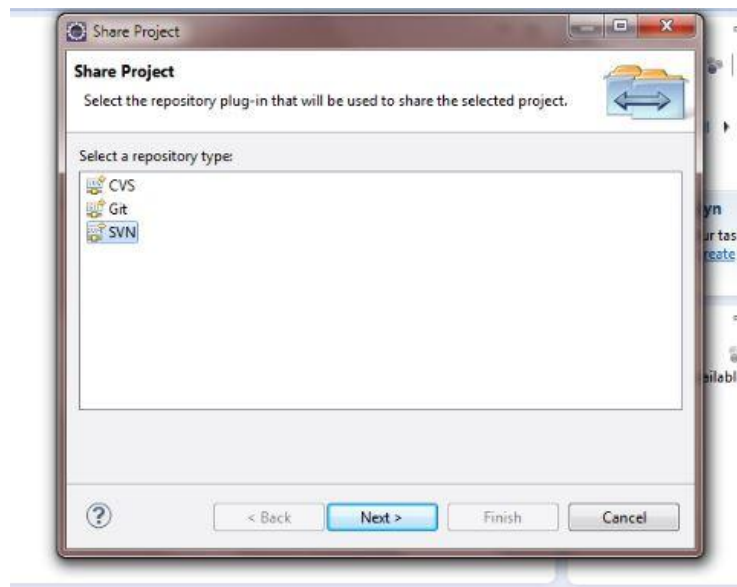 Share Project
Share Project
Select the repository plug-in that will be used to share the selected project.
Select a repository type:
CVS
Git
SVN
< Back
Next >
Finish
Cancel